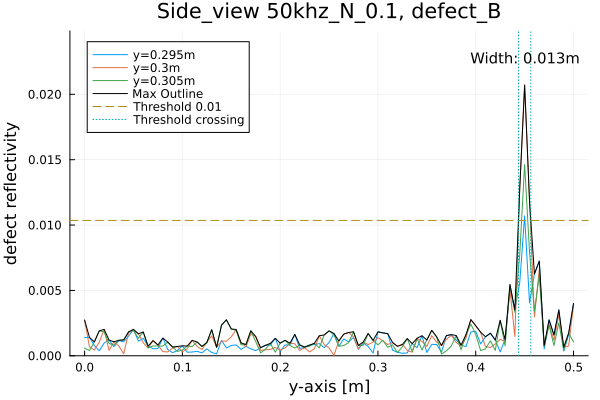 Side_view 50khz_N_0.1, defect_B
Width: 0.013m
y=0.295m
y=0.3m
y=0.305m
Max Outline
Threshold 0.01
Threshold crossing
defect reflectivity
0.020
0.015
0.010
0.005
0.000
0.0 0.1 0.2 0.3 0.4 0.5
y-axis [m]